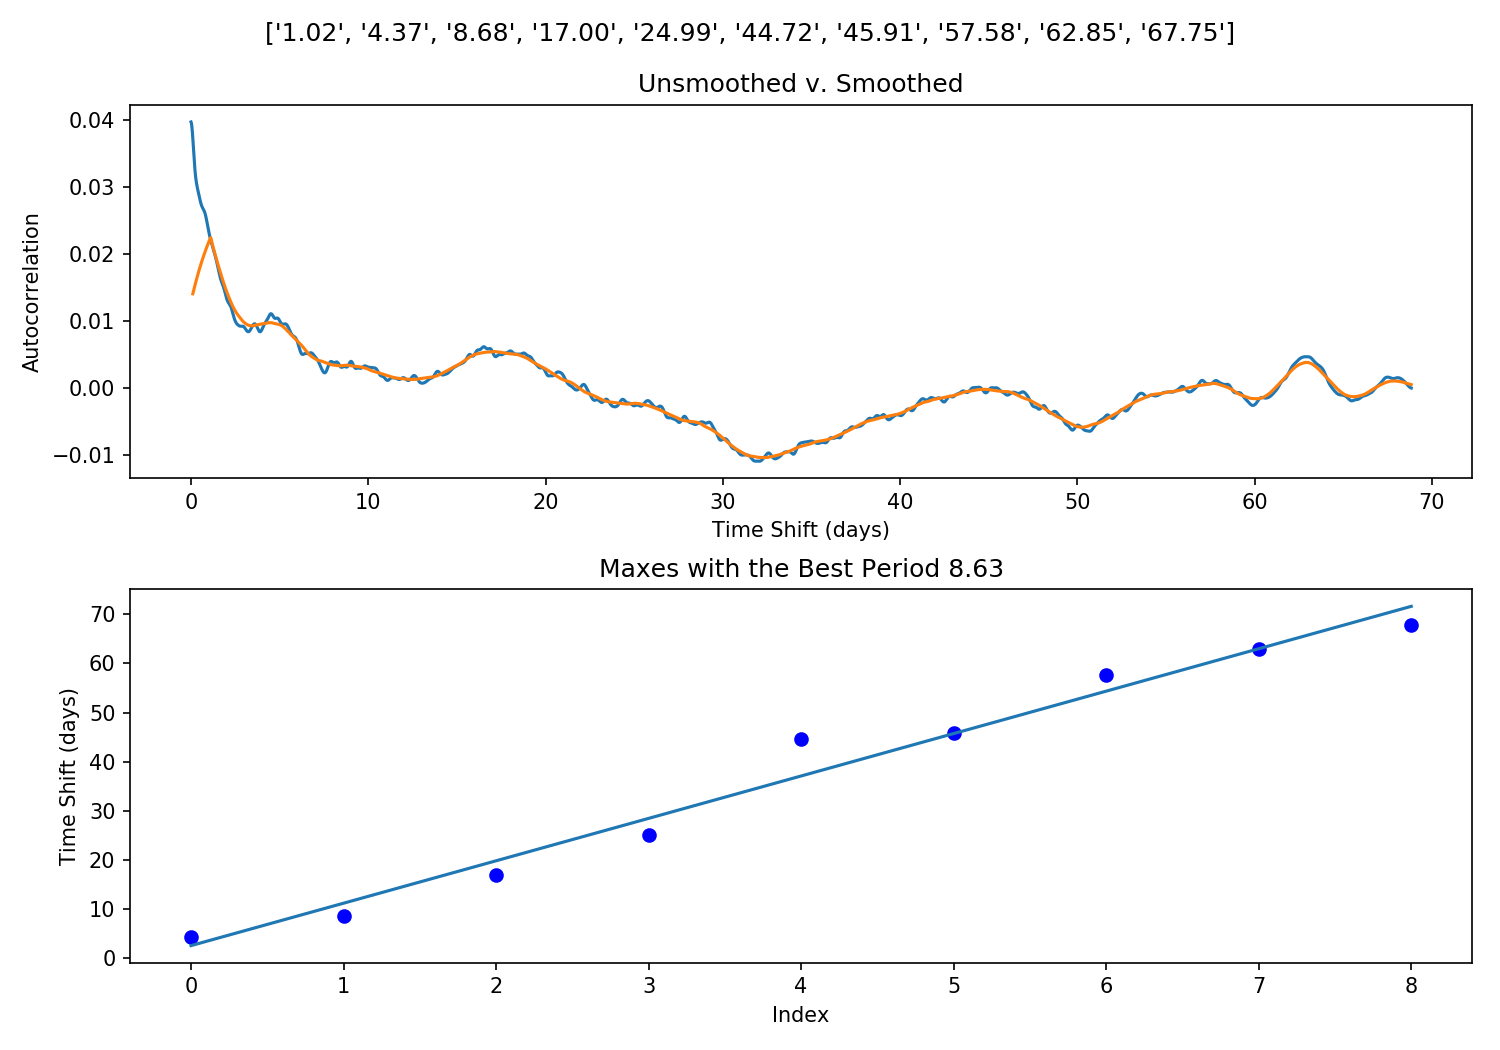 ['1.02', '4.37', '8.68', '17.00', '24.99', '44.72', '45.91', '57.58', '62.85', '67.75']
Unsmoothed v. Smoothed
Autocorrelation
0.04
0.03
0.02
0.01
0.00
−0.01
0 10 20 30 40 50 60 70
Time Shift (days)
Maxes with the Best Period 8.63
Time Shift (days)
70
60
50
40
30
20
10
0
0 1 2 3 4 5 6 7 8
Index